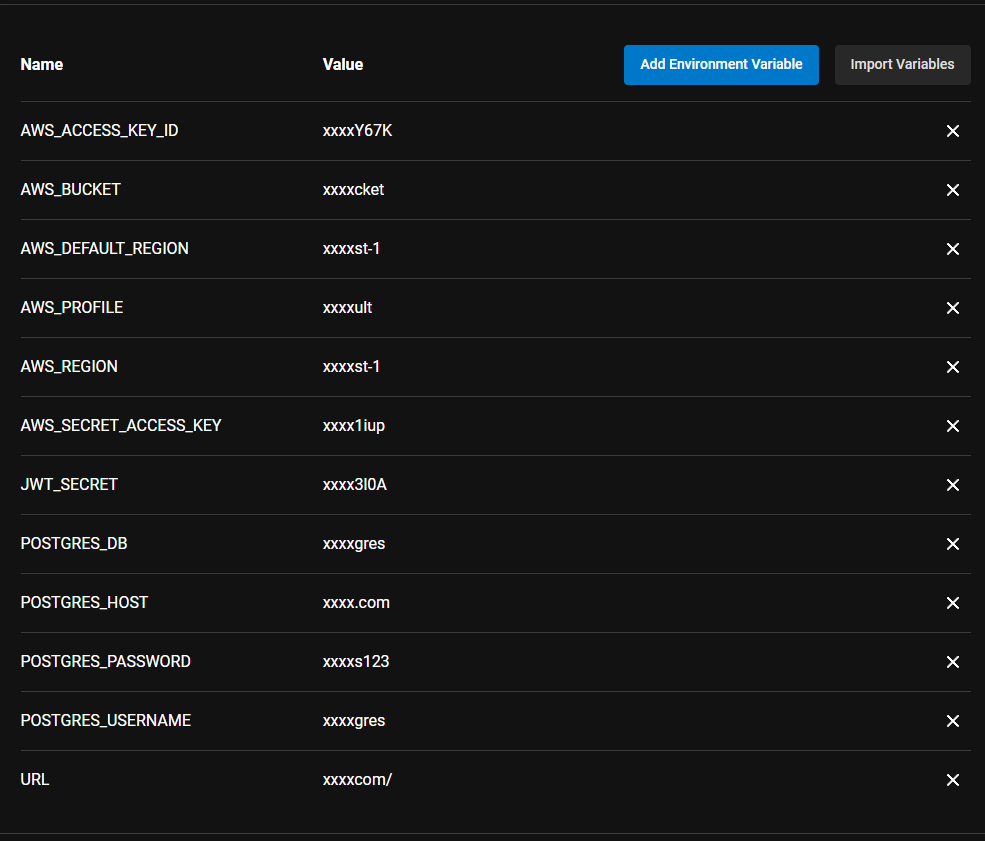 Name Value Add Environment Variable Import Variables
AWS_ACCESS_KEY_ID xxxxY67K
AWS_BUCKET xxxxcket
AWS_DEFAULT_REGION xxxxst-1
AWS_PROFILE xxxxult
AWS_REGION xxxxst-1
AWS_SECRET_ACCESS_KEY xxxx1iup
JWT_SECRET xxxx3l0A
POSTGRES_DB xxxxgres
POSTGRES_HOST xxxx.com
POSTGRES_PASSWORD xxxxs123
POSTGRES_USERNAME xxxxgres
URL xxxxcom/